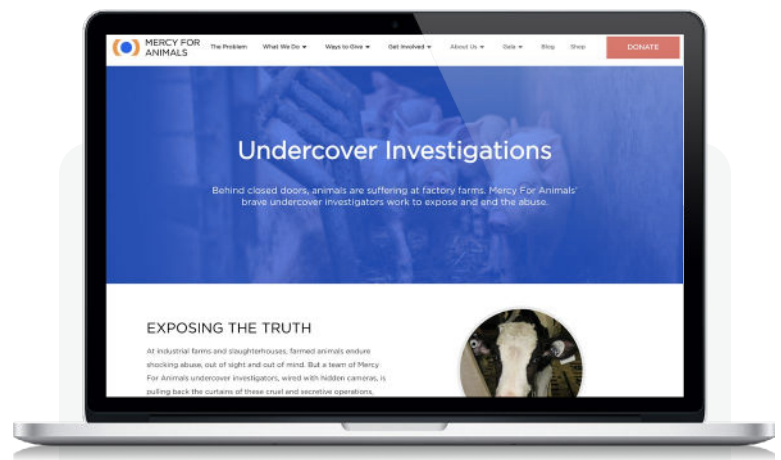 MERCY FOR
ANIMALS
The Problem What We Do Ways to Give Get Involved About Us Gala Blog Shop DONATE
Undercover Investigations
Behind closed doors, animals are suffering at factory farms. Mercy For Animals'
brave undercover investigators work to expose and end the abuse.
EXPOSING THE TRUTH
At industrial farms and slaughterhouses, farmed animals endure
shocking abuse, out of sight and out of mind. But a team of Mercy
For Animals undercover investigators, wired with hidden cameras, is
pulling back the curtains of these cruel and secretive operations,